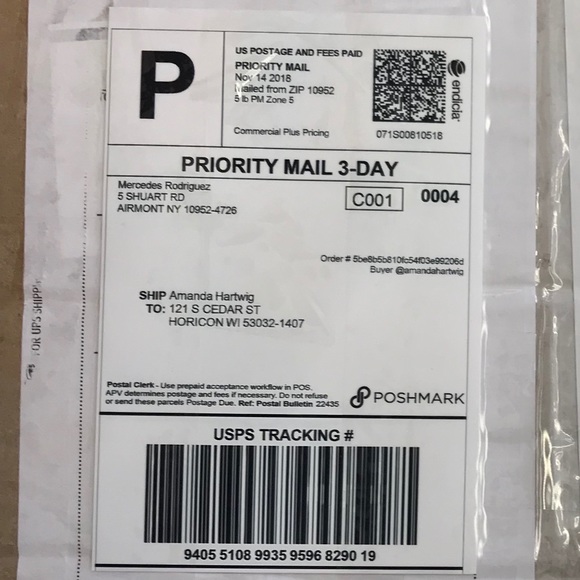 P
US POSTAGE AND FEES PAID
PRIORITY MAIL
Nov 14 2018
Mailed from ZIP 10952
5 lb PM Zone 5
endicia
Commercial Plus Pricing
071S00810518
PRIORITY MAIL 3-DAY
Mercedes Rodriguez
5 SHUART RD
AIRMONT NY 10952-4726
C001
0004
Order # 5be8b5b810fc54f03e99206d
Buyer @amandahartwig
SHIP Amanda Hartwig
TO: 121 S CEDAR ST
HORICON WI 53032-1407
Postal Clerk - Use prepaid acceptance workflow in POS.
APV determines postage and fees if necessary. Do not refuse
or send these parcels Postage Due. Ref: Postal Bulletin 22435
POSHMARK
USPS TRACKING #
9405 5108 9935 9596 8290 19
FOR UPS SHIPP